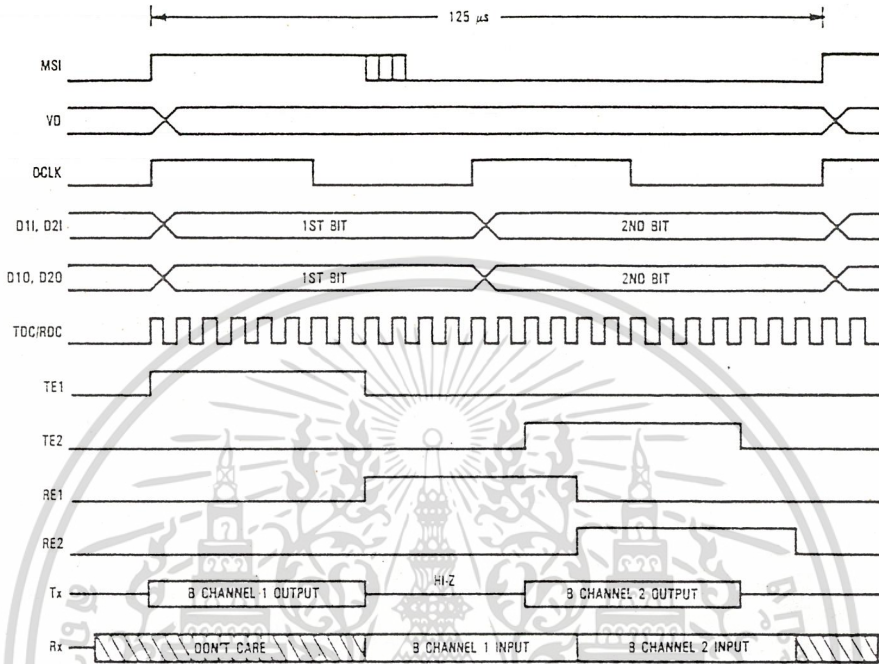 125 µs
MSI
VD
DCLK
D1I, D2I 1ST BIT 2ND BIT
D1O, D2O 1ST BIT 2ND BIT
TDC/RDC
TE1
TE2
RE1
RE2
HI-Z
Tx B CHANNEL 1 OUTPUT B CHANNEL 2 OUTPUT
Rx DON'T CARE B CHANNEL 1 INPUT B CHANNEL 2 INPUT